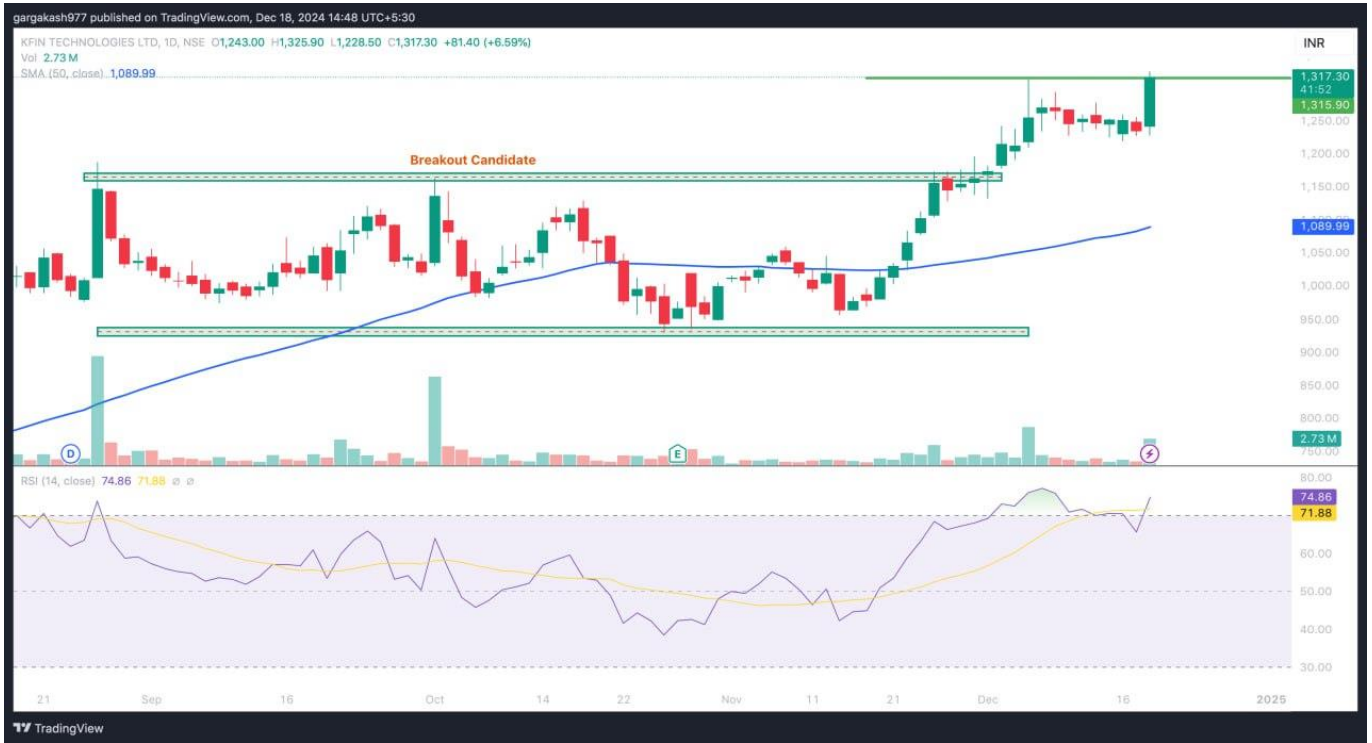 gargakash977 published on TradingView.com, Dec 18, 2024 14:48 UTC+5:30
KFIN TECHNOLOGIES LTD, 1D, NSE O1,243.00 H1,325.90 L1,228.50 C1,317.30 +81.40 (+6.59%)
INR
Vol 2.73 M
SMA (50, close) 1,089.99
1,317.30
41:52
1,315.90
1,250.00
1,200.00
Breakout Candidate
1,150.00
1,089.99
1,050.00
1,000.00
950.00
900.00
850.00
800.00
2.73 M
750.00
D
E
RSI (14, close) 74.86 71.88 ∅ ∅
80.00
74.86
71.88
60.00
50.00
40.00
30.00
21 Sep 16 Oct 14 22 Nov 11 21 Dec 16 2025
TradingView